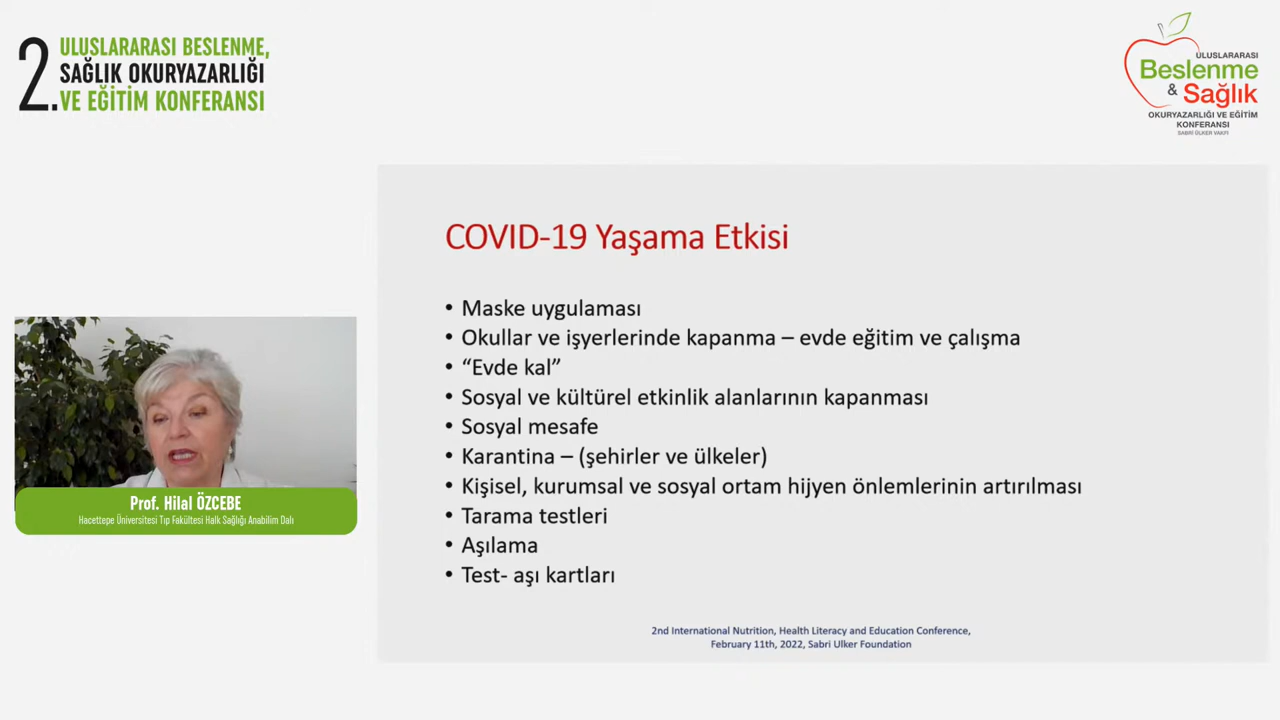 2.
ULUSLARARASI BESLENME,
SAĞLIK OKURYAZARLIĞI
VE EĞİTİM KONFERANSI
ULUSLARARASI
Beslenme
& Sağlık
OKURYAZARLIĞI VE EĞİTİM
KONFERANSI
SABRİ ÜLKER VAKFI
COVID-19 Yaşama Etkisi
• Maske uygulaması
• Okullar ve işyerlerinde kapanma – evde eğitim ve çalışma
• “Evde kal”
• Sosyal ve kültürel etkinlik alanlarının kapanması
• Sosyal mesafe
• Karantina – (şehirler ve ülkeler)
• Kişisel, kurumsal ve sosyal ortam hijyen önlemlerinin artırılması
• Tarama testleri
• Aşılama
• Test- aşı kartları
2nd International Nutrition, Health Literacy and Education Conference,
February 11th, 2022, Sabri Ulker Foundation
Prof. Hilal ÖZCEBE
Hacettepe Üniversitesi Tıp Fakültesi Halk Sağlığı Anabilim Dalı